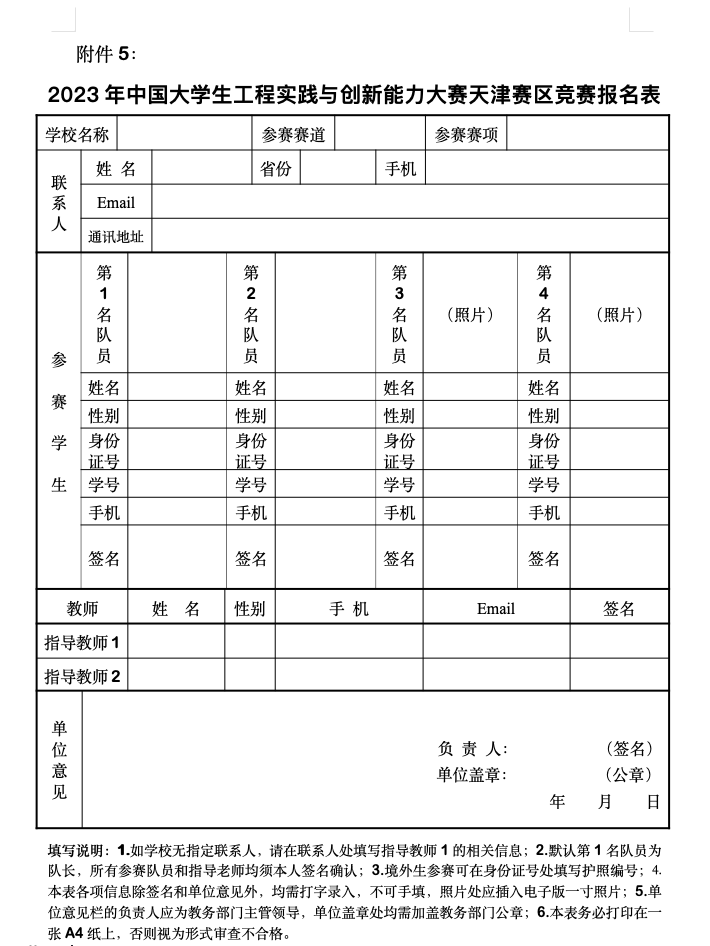 附件 5：
2023 年中国大学生工程实践与创新能力大赛天津赛区竞赛报名表
学校名称 参赛赛道 参赛赛项
联系人
姓 名 省份 手机
Email
通讯地址
参赛学生
第1名队员 第2名队员 第3名队员 （照片） 第4名队员 （照片）
姓名 姓名 姓名 姓名
性别 性别 性别 性别
身份证号 身份证号 身份证号 身份证号
学号 学号 学号 学号
手机 手机 手机 手机
签名 签名 签名 签名
教师 姓 名 性别 手 机 Email 签名
指导教师 1
指导教师 2
单位意见
负 责 人： （签名）
单位盖章： （公章）
年 月 日
填写说明：1.如学校无指定联系人，请在联系人处填写指导教师 1 的相关信息；2.默认第 1 名队员为
队长，所有参赛队员和指导老师均须本人签名确认；3.境外生参赛可在身份证号处填写护照编号；4.
本表各项信息除签名和单位意见外，均需打字录入，不可手填，照片处应插入电子版一寸照片；5.单
位意见栏的负责人应为教务部门主管领导，单位盖章处均需加盖教务部门公章；6.本表务必打印在一
张 A4 纸上，否则视为形式审查不合格。